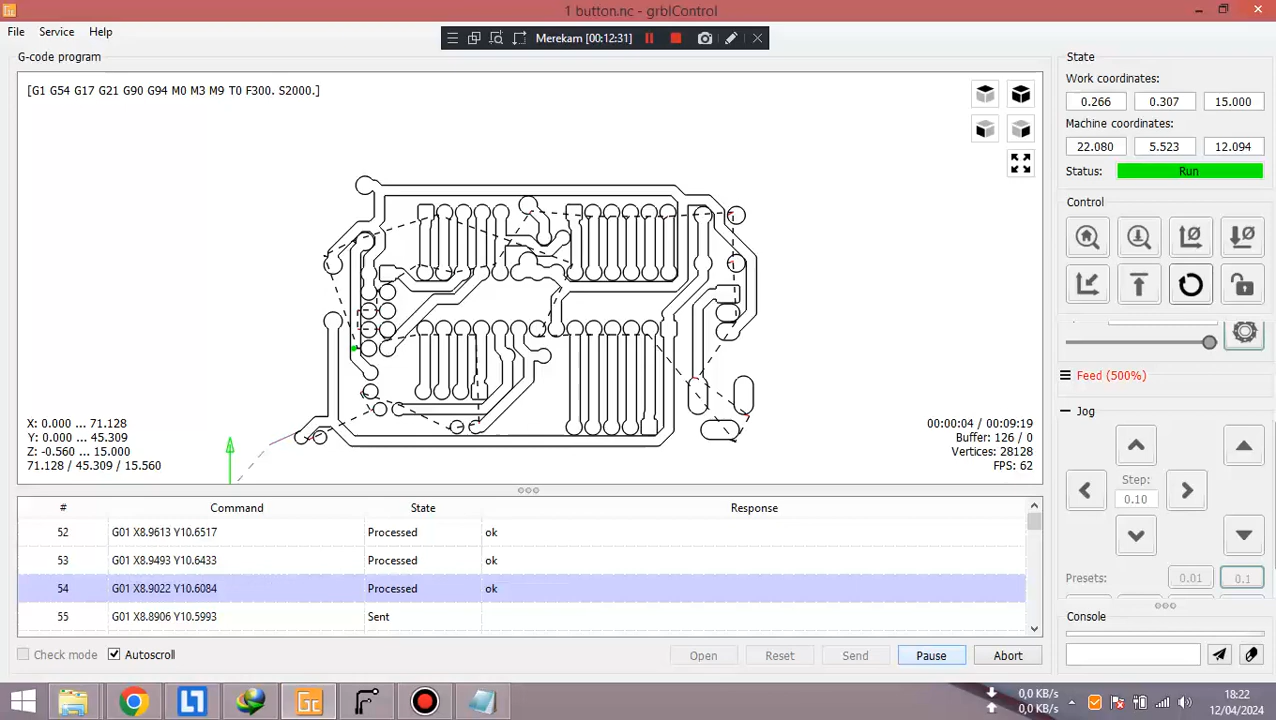 1 button.nc - grblControl
File Service Help
Merekam [00:12:31]
G-code program
[G1 G54 G17 G21 G90 G94 M0 M3 M9 T0 F300. S2000.]
X: 0.000 ... 71.128
Y: 0.000 ... 45.309
Z: -0.560 ... 15.000
71.128 / 45.309 / 15.560
00:00:04 / 00:09:19
Buffer: 126 / 0
Vertices: 28128
FPS: 62
# Command State Response
52 G01 X8.9613 Y10.6517 Processed ok
53 G01 X8.9493 Y10.6433 Processed ok
54 G01 X8.9022 Y10.6084 Processed ok
55 G01 X8.8906 Y10.5993 Sent
Check mode Autoscroll Open Reset Send Pause Abort
State
Work coordinates:
0.266 0.307 15.000
Machine coordinates:
22.080 5.523 12.094
Status: Run
Control
Feed (500%)
Jog
Step:
0.10
Presets: 0.01 0.1
Console
0,0 KB/s
0,0 KB/s
18:22
12/04/2024